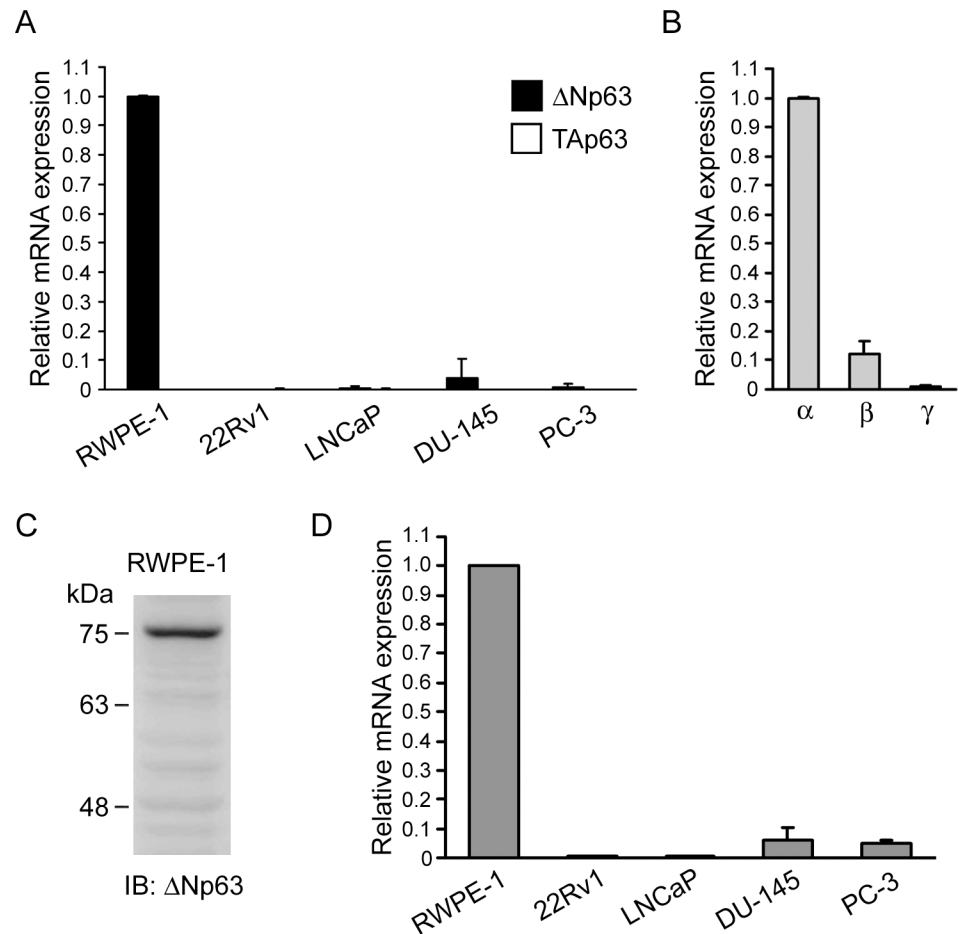 A
Relative mRNA expression
1.1
1.0
0.9
0.8
0.7
0.6
0.5
0.4
0.3
0.2
0.1
0
RWPE-1
22Rv1
LNCaP
DU-145
PC-3
ΔNp63
TAp63
B
Relative mRNA expression
1.1
1.0
0.9
0.8
0.7
0.6
0.5
0.4
0.3
0.2
0.1
0
α
β
γ
C
RWPE-1
kDa
75
63
48
IB: ΔNp63
D
Relative mRNA expression
1.1
1.0
0.9
0.8
0.7
0.6
0.5
0.4
0.3
0.2
0.1
0
RWPE-1
22Rv1
LNCaP
DU-145
PC-3